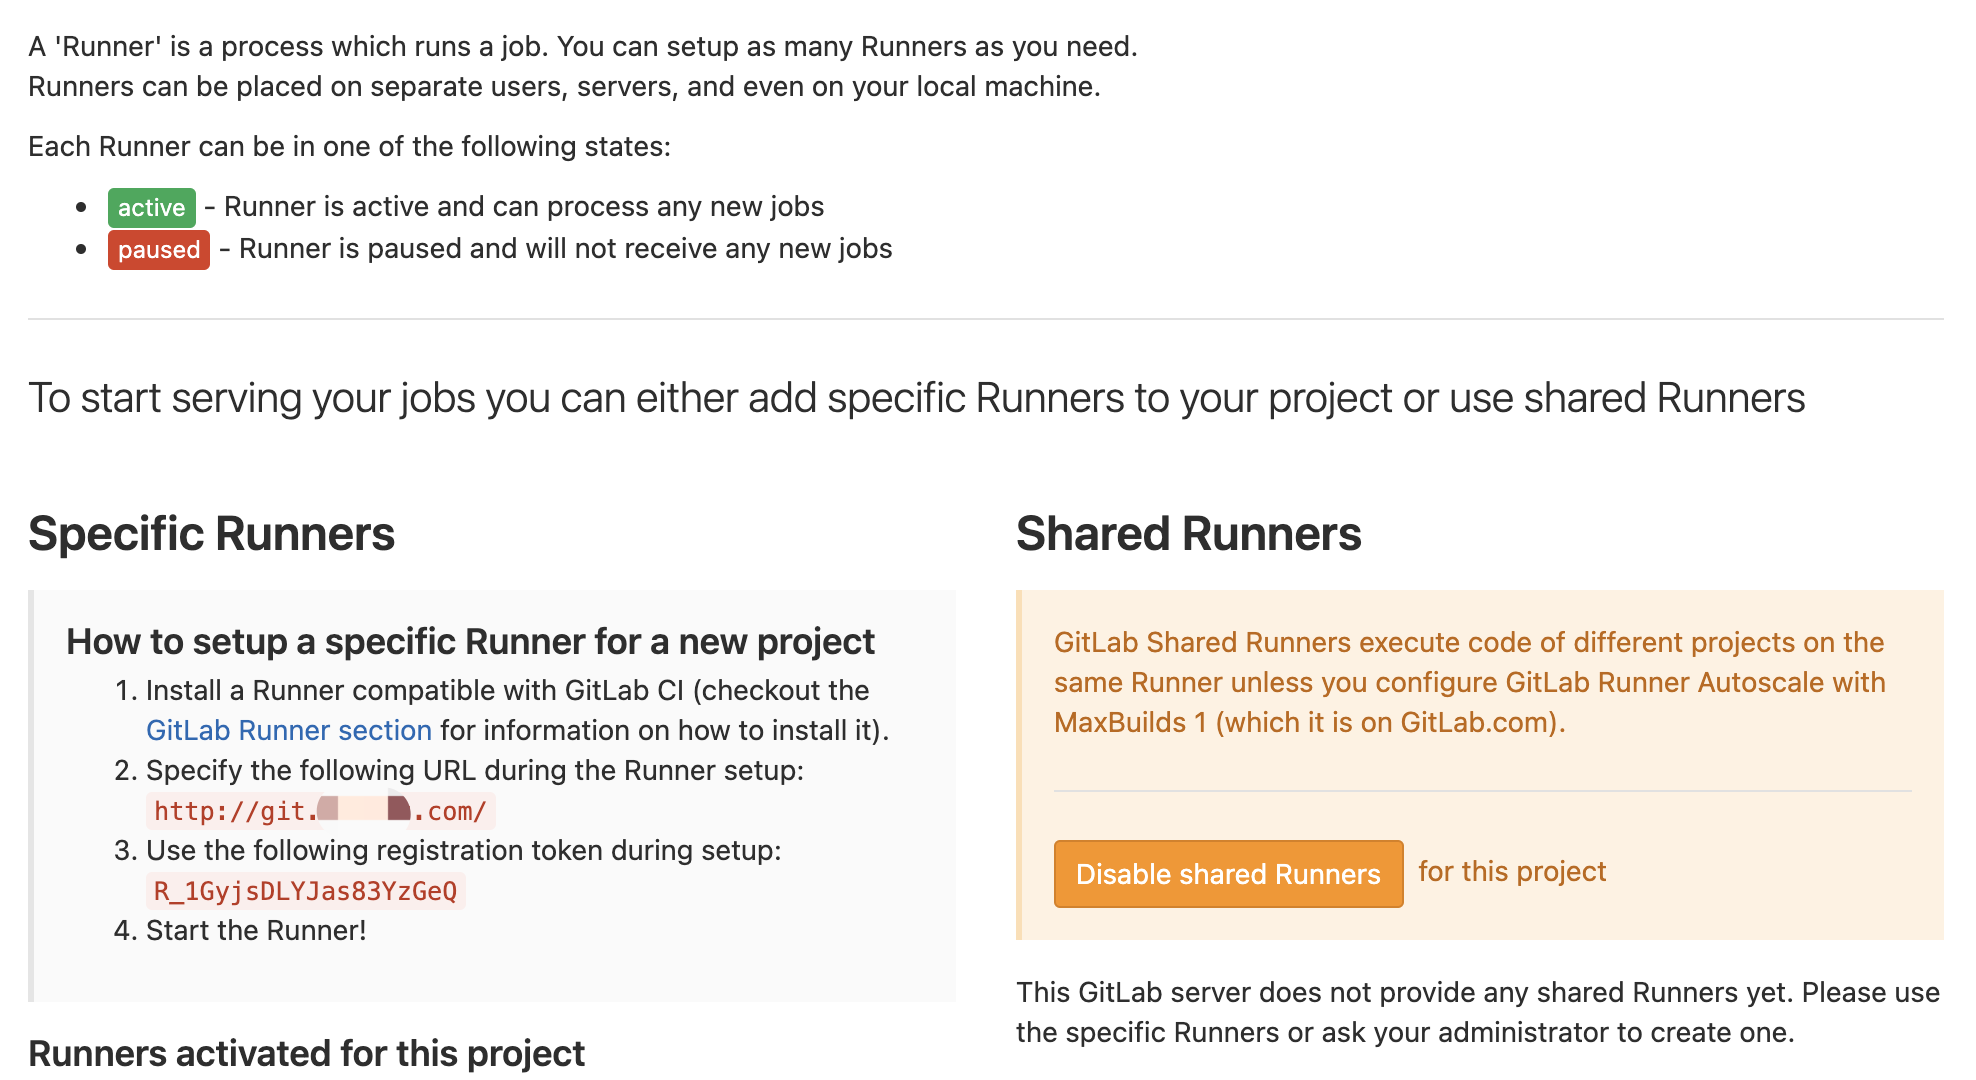 A 'Runner' is a process which runs a job. You can setup as many Runners as you need.
Runners can be placed on separate users, servers, and even on your local machine.
Each Runner can be in one of the following states:
• active - Runner is active and can process any new jobs
• paused - Runner is paused and will not receive any new jobs
To start serving your jobs you can either add specific Runners to your project or use shared Runners
Specific Runners
How to setup a specific Runner for a new project
1. Install a Runner compatible with GitLab CI (checkout the
GitLab Runner section for information on how to install it).
2. Specify the following URL during the Runner setup:
http://git. .com/
3. Use the following registration token during setup:
R_1GyjsDLYJas83YzGeQ
4. Start the Runner!
Runners activated for this project
Shared Runners
GitLab Shared Runners execute code of different projects on the
same Runner unless you configure GitLab Runner Autoscale with
MaxBuilds 1 (which it is on GitLab.com).
Disable shared Runners for this project
This GitLab server does not provide any shared Runners yet. Please use
the specific Runners or ask your administrator to create one.